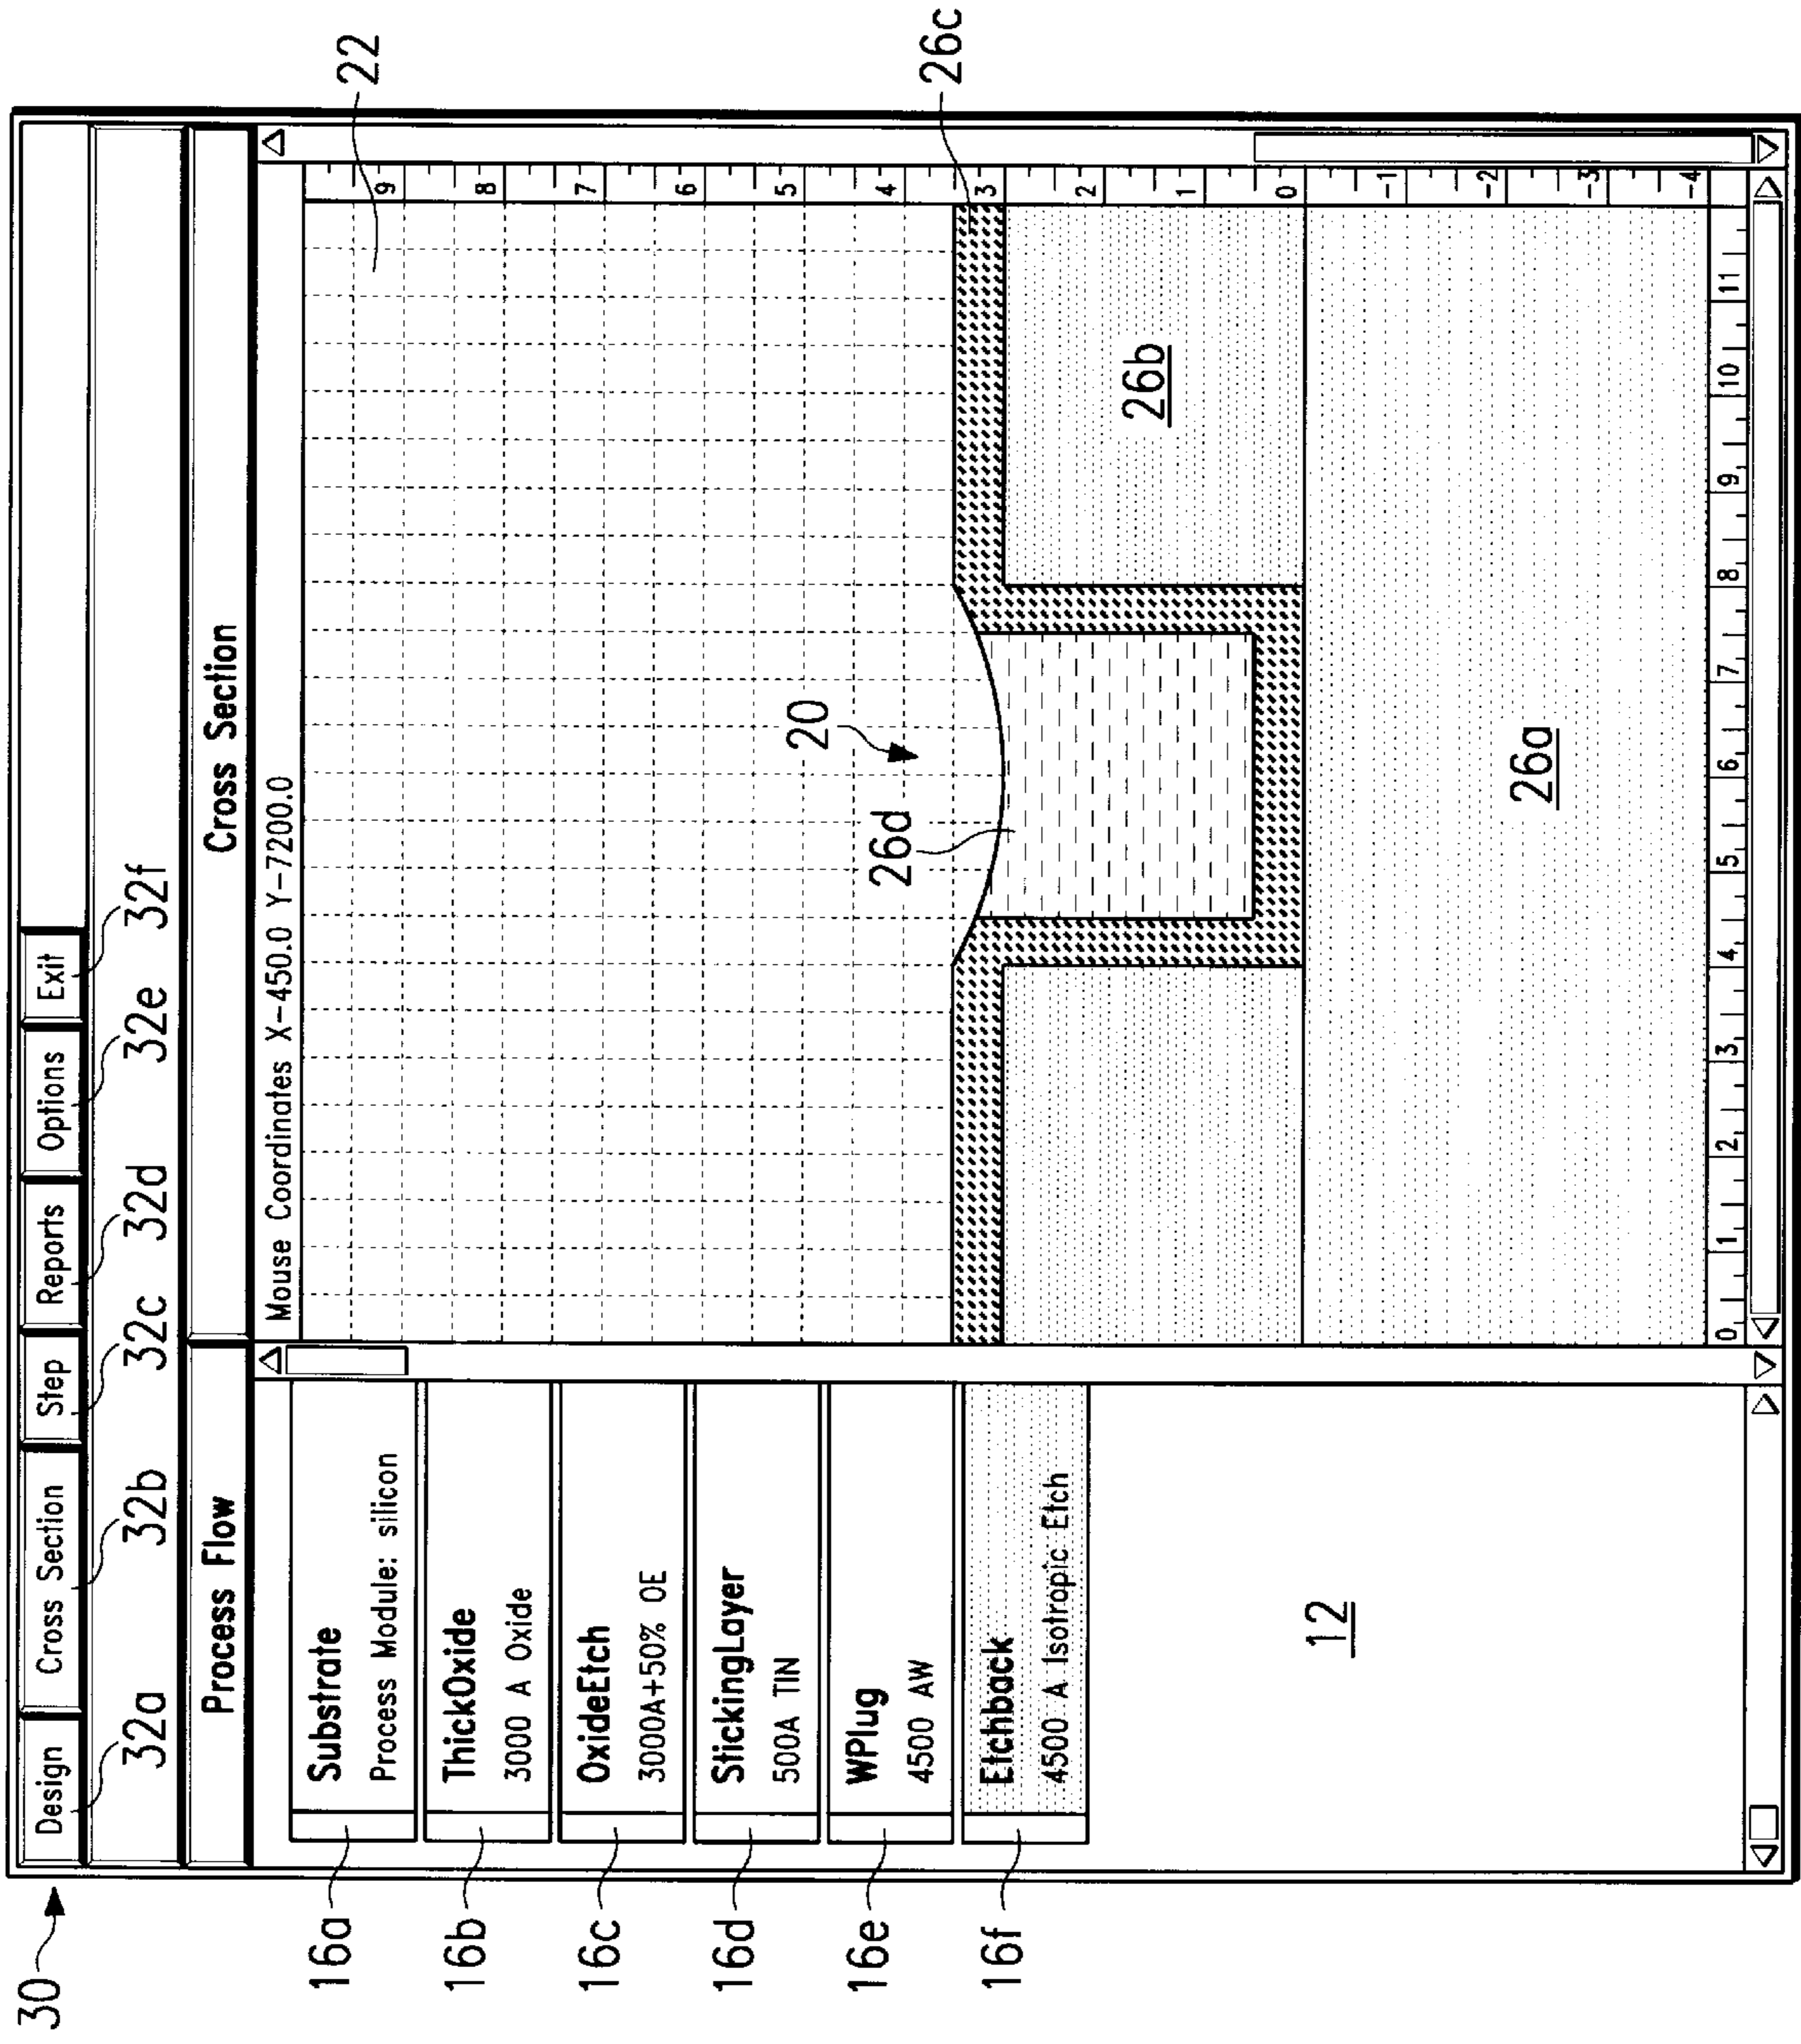 30
Design
Cross Section
Step
Reports
Options
Exit
32a
32b
32c
32d
32e
32f
Process Flow
Cross Section
Mouse Coordinates X-450.0 Y-7200.0
16a
Substrate
Process Module: silicon
16b
ThickOxide
3000 A Oxide
16c
OxideEtch
3000A+50% OE
16d
StickingLayer
500A TIN
16e
WPlug
4500 AW
16f
Etchback
4500 A Isotropic Etch
12
22
20
26d
26c
26b
26a
9
8
7
6
5
4
3
2
1
0
-1
-2
-3
-4
0 1 2 3 4 5 6 7 8 9 10 11